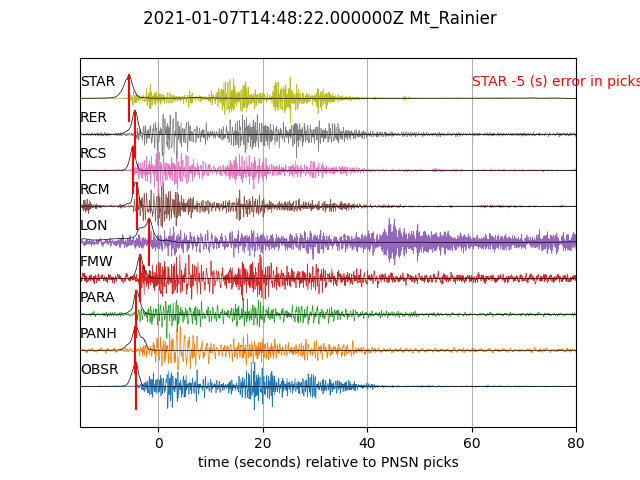 2021-01-07T14:48:22.000000Z Mt_Rainier
STAR
STAR -5 (s) error in picks
RER
RCS
RCM
LON
FMW
PARA
PANH
OBSR
0 20 40 60 80
time (seconds) relative to PNSN picks